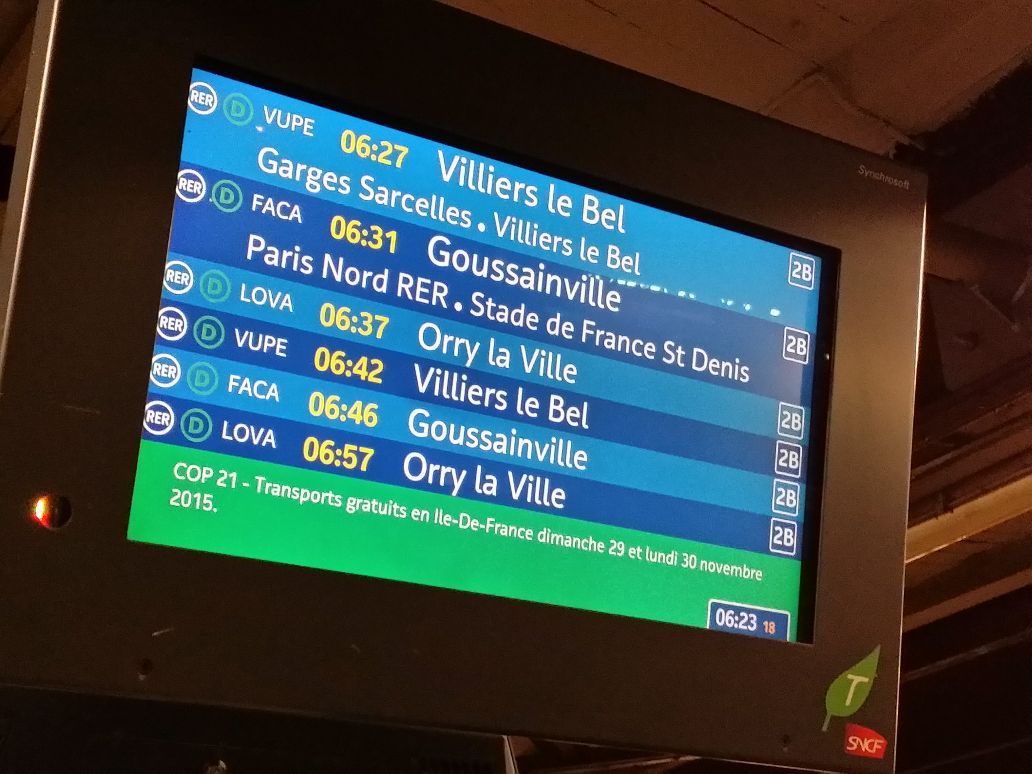 Synchrosoft
RER D VUPE 06:27 Villiers le Bel 2B
Garges Sarcelles . Villiers le Bel
RER D FACA 06:31 Goussainville 2B
Paris Nord RER . Stade de France St Denis
RER D LOVA 06:37 Orry la Ville 2B
RER D VUPE 06:42 Villiers le Bel 2B
RER D FACA 06:46 Goussainville 2B
RER D LOVA 06:57 Orry la Ville 2B
COP 21 - Transports gratuits en Ile-De-France dimanche 29 et lundi 30 novembre
2015.
06:23 18
T
SNCF